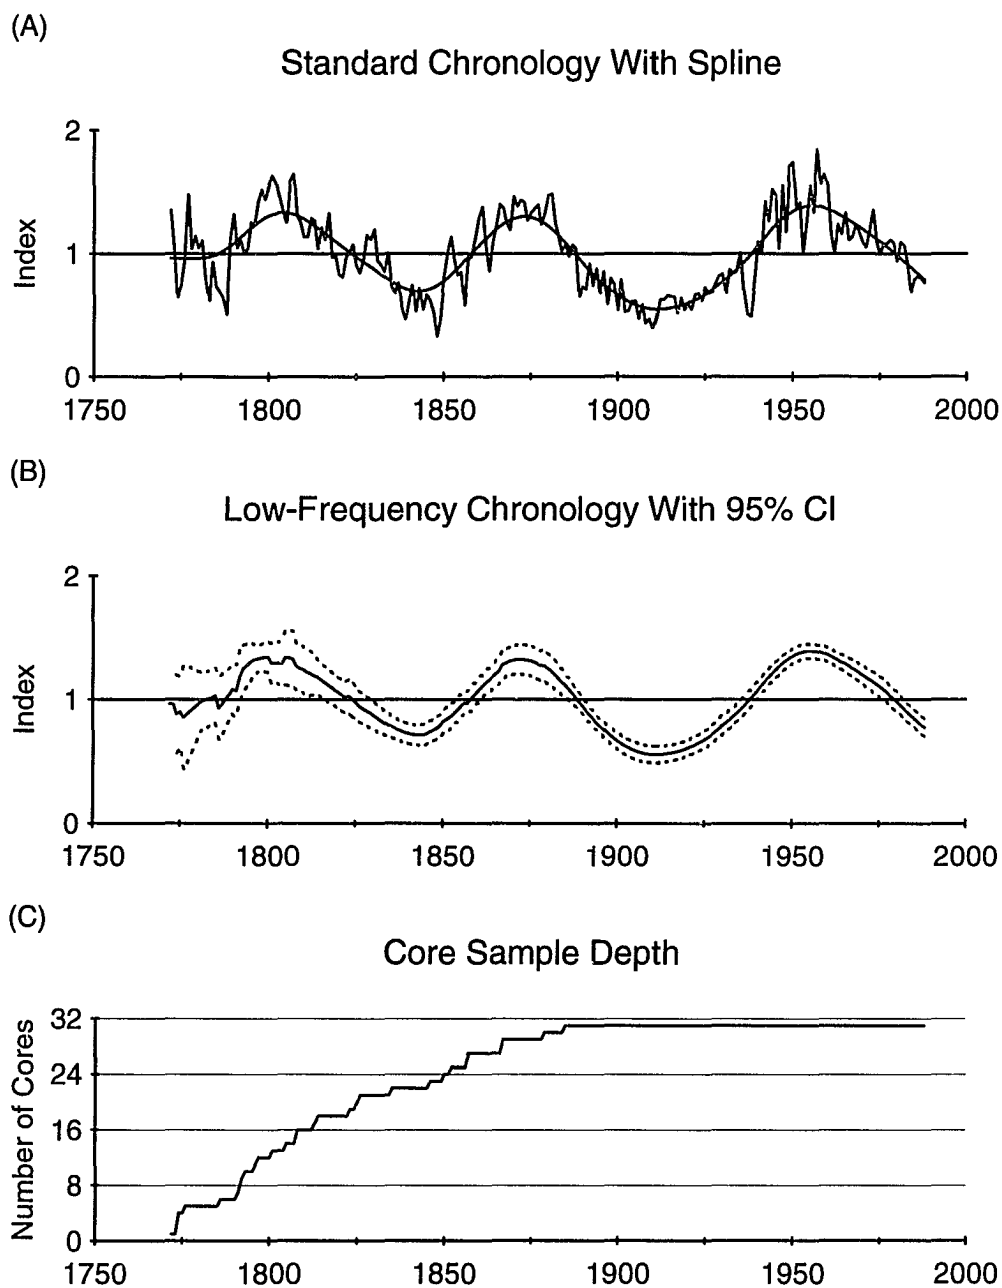 (A)
Standard Chronology With Spline
2
1
0
Index
1750 1800 1850 1900 1950 2000
(B)
Low-Frequency Chronology With 95% CI
2
1
0
Index
1750 1800 1850 1900 1950 2000
(C)
Core Sample Depth
32
24
16
8
0
Number of Cores
1750 1800 1850 1900 1950 2000